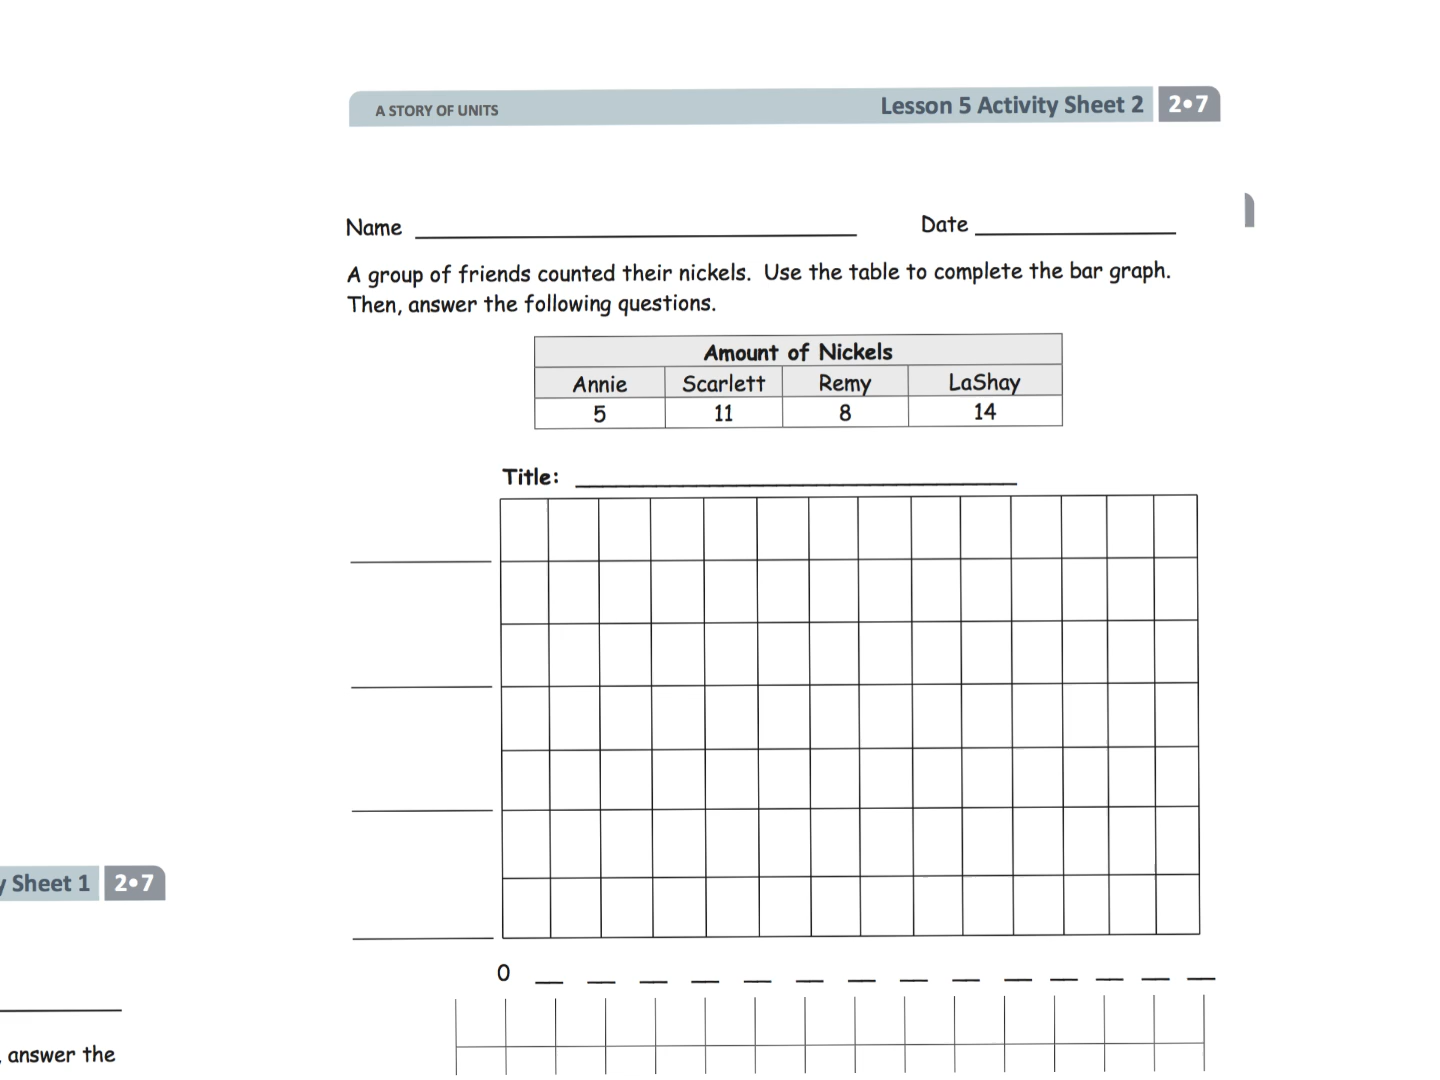 A STORY OF UNITS
Lesson 5 Activity Sheet 2 2•7
Name
Date
A group of friends counted their nickels. Use the table to complete the bar graph.
Then, answer the following questions.
Amount of Nickels
Annie Scarlett Remy LaShay
5 11 8 14
Title:
0
Sheet 1 2•7
answer the